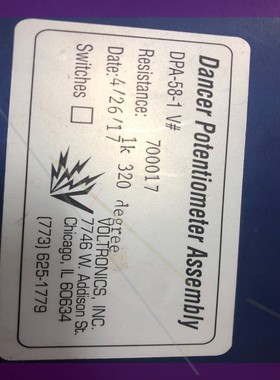 Dancer Potentiometer Assembly
DPA-58-1 V#
Resistance: 700017
Date:4/26/17 1k 320 degree
Switches
VOLTRONICS, INC.
7746 W. Addison St.
Chicago, IL 60634
(773) 625-1779